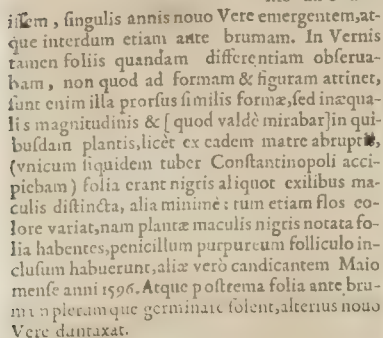 iisem, ſingulis annis nouo Vere emergentem,at-
que interdum etiam ante brumam. In Vernis
tamen foliis quandam differentiam obſerua-
bam, non quod ad formam & figuram attinet,
ſunt enim illa prorſus ſimilis formæ,ſed inæqua-
lis magnitudinis & [ quod valdè mirabar]in qui-
buſdam plantis,licèt ex eadem matre abruptis,
(vnicum ſiquidem tuber Conſtantinopoli acci-
piebam) folia erant nigris aliquot exilibus ma-
culis diſtincta, alia minimè: tum etiam flos co-
lore variat,nam plantæ maculis nigris notata fo-
lia habentes,penicillum purpureum folliculo in-
cluſum habuerunt,aliæ verò candicantem Maio
menſe anni 1596. Atque poſtrema folia ante bru-
mam plerumque germinare ſolent,alterius nouo
Vere duntaxat.